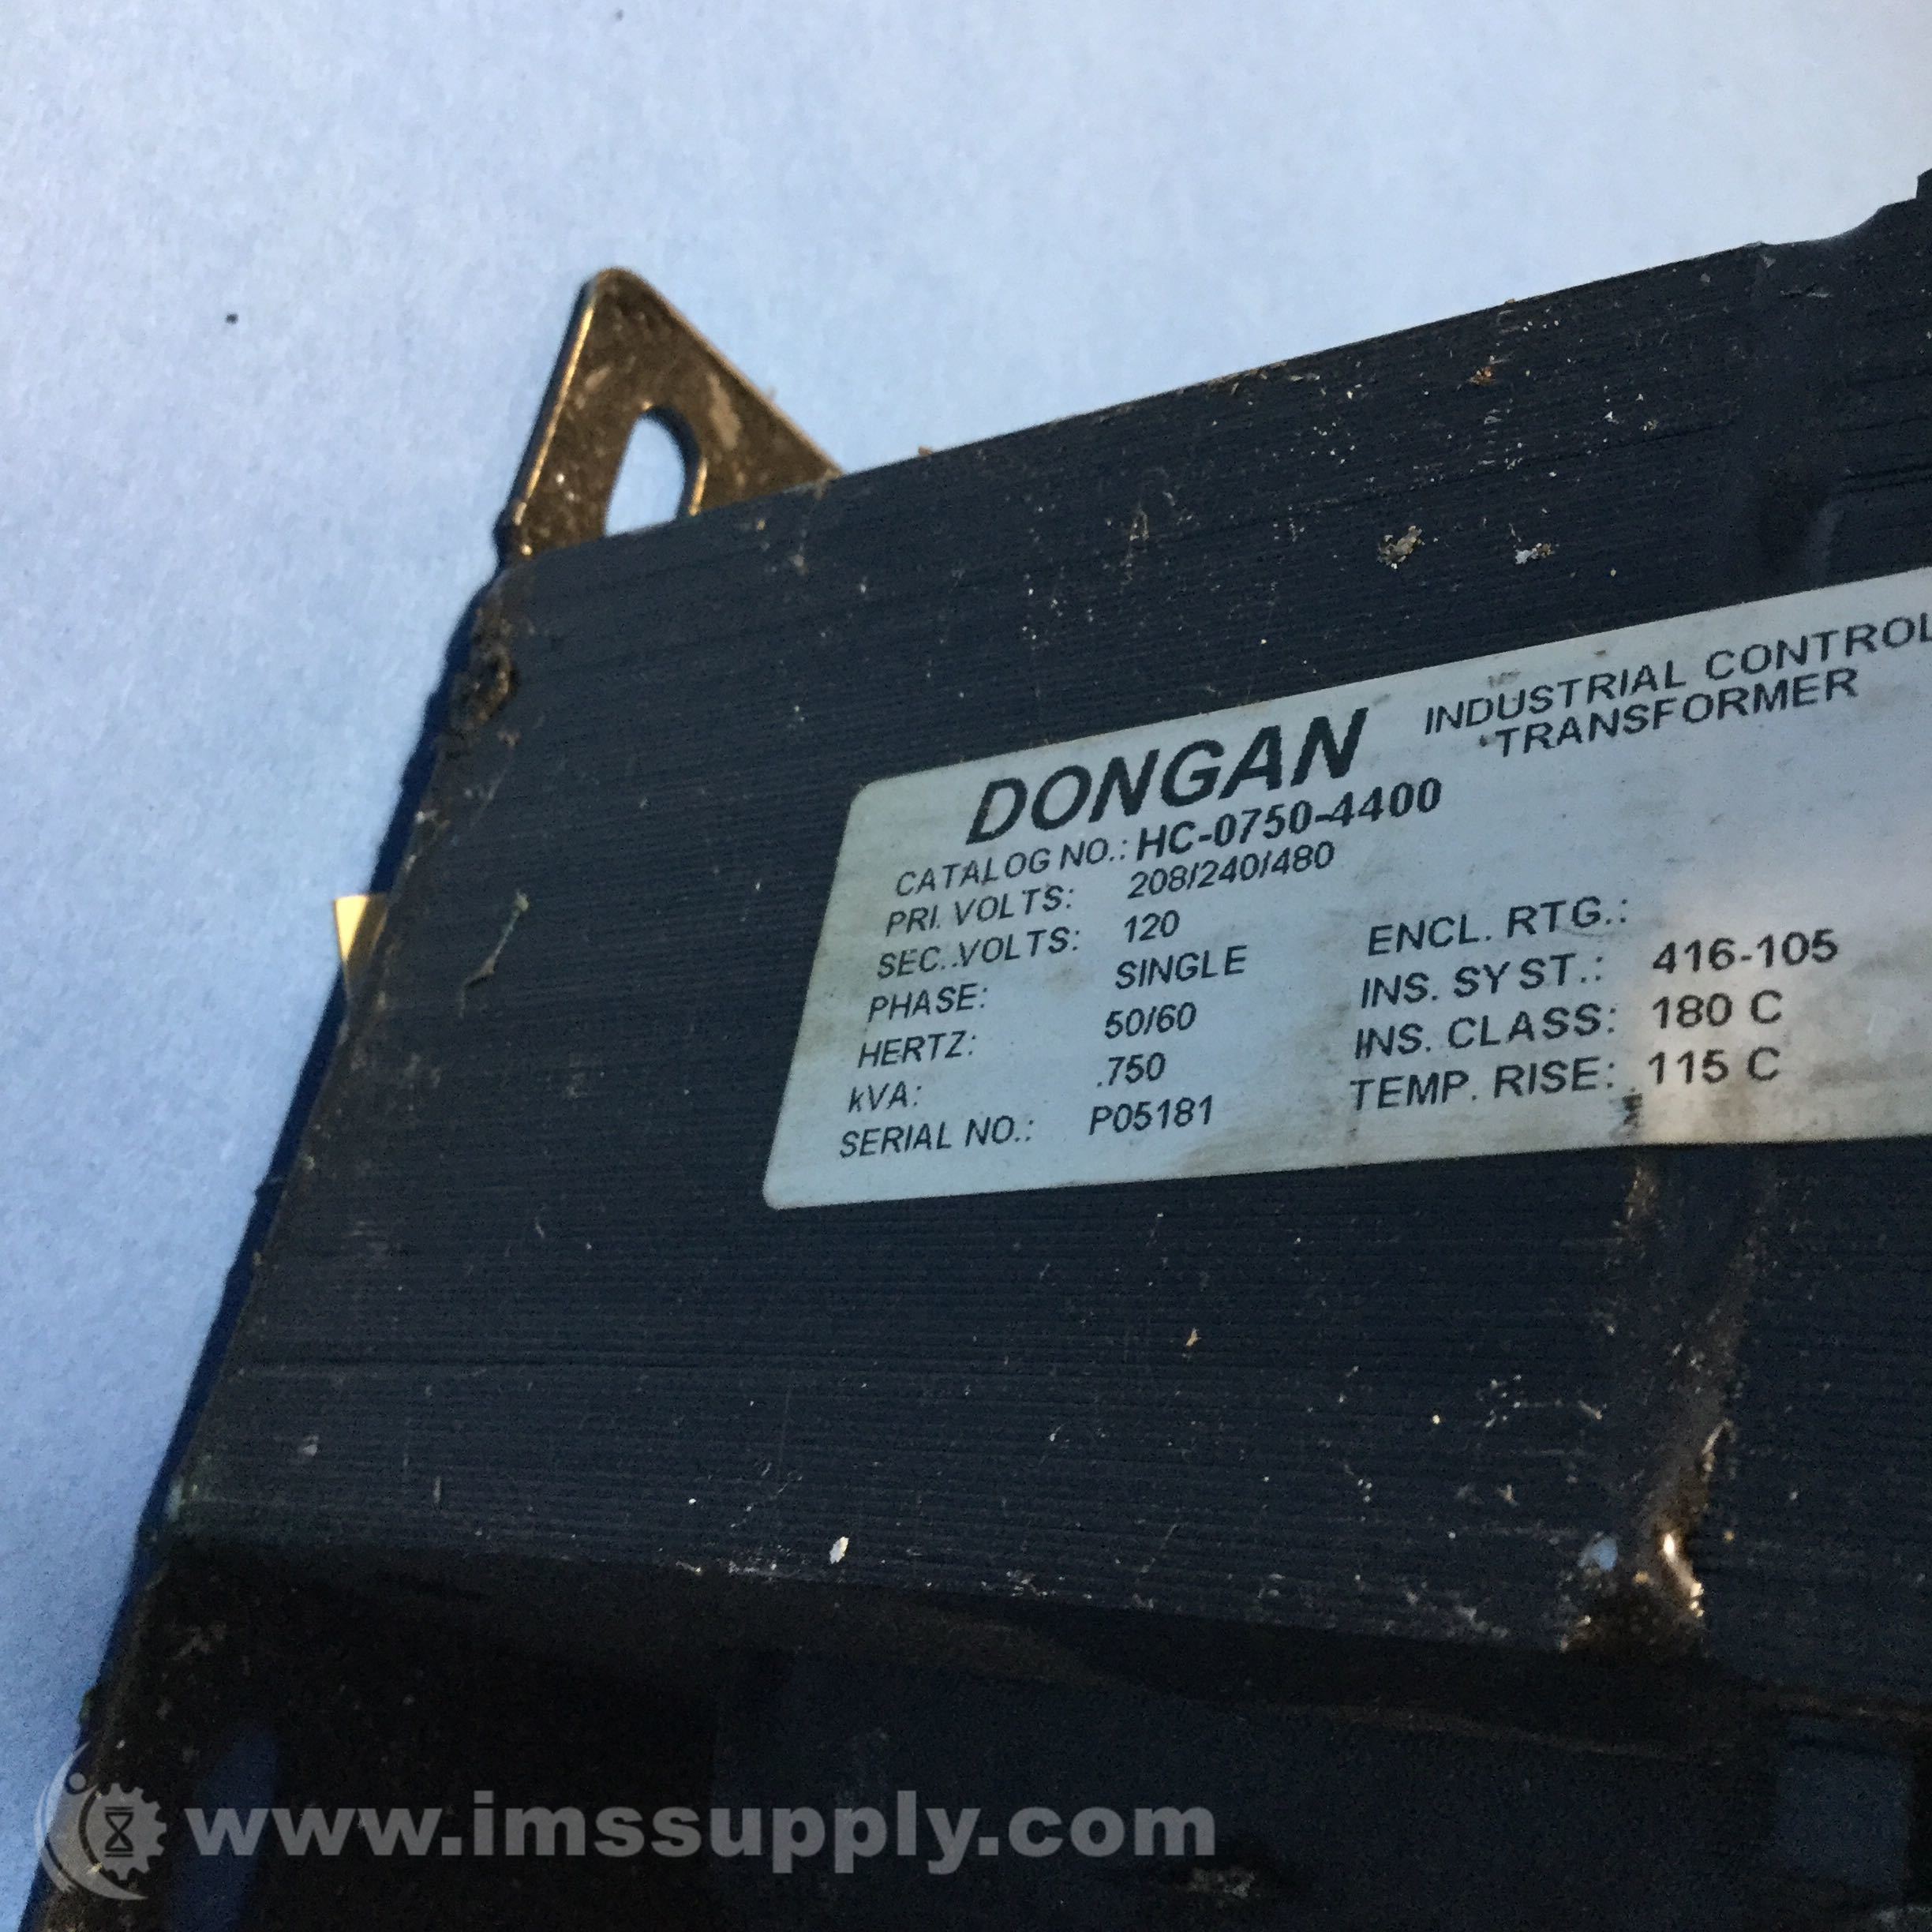 DONGAN
INDUSTRIAL CONTROL
TRANSFORMER
CATALOG NO.: HC-0750-4400
PRI. VOLTS: 208/240/480
SEC. VOLTS: 120
PHASE: SINGLE
HERTZ: 50/60
kVA: .750
SERIAL NO.: P05181
ENCL. RTG.:
INS. SYST.: 416-105
INS. CLASS: 180 C
TEMP. RISE: 115 C
www.imssupply.com